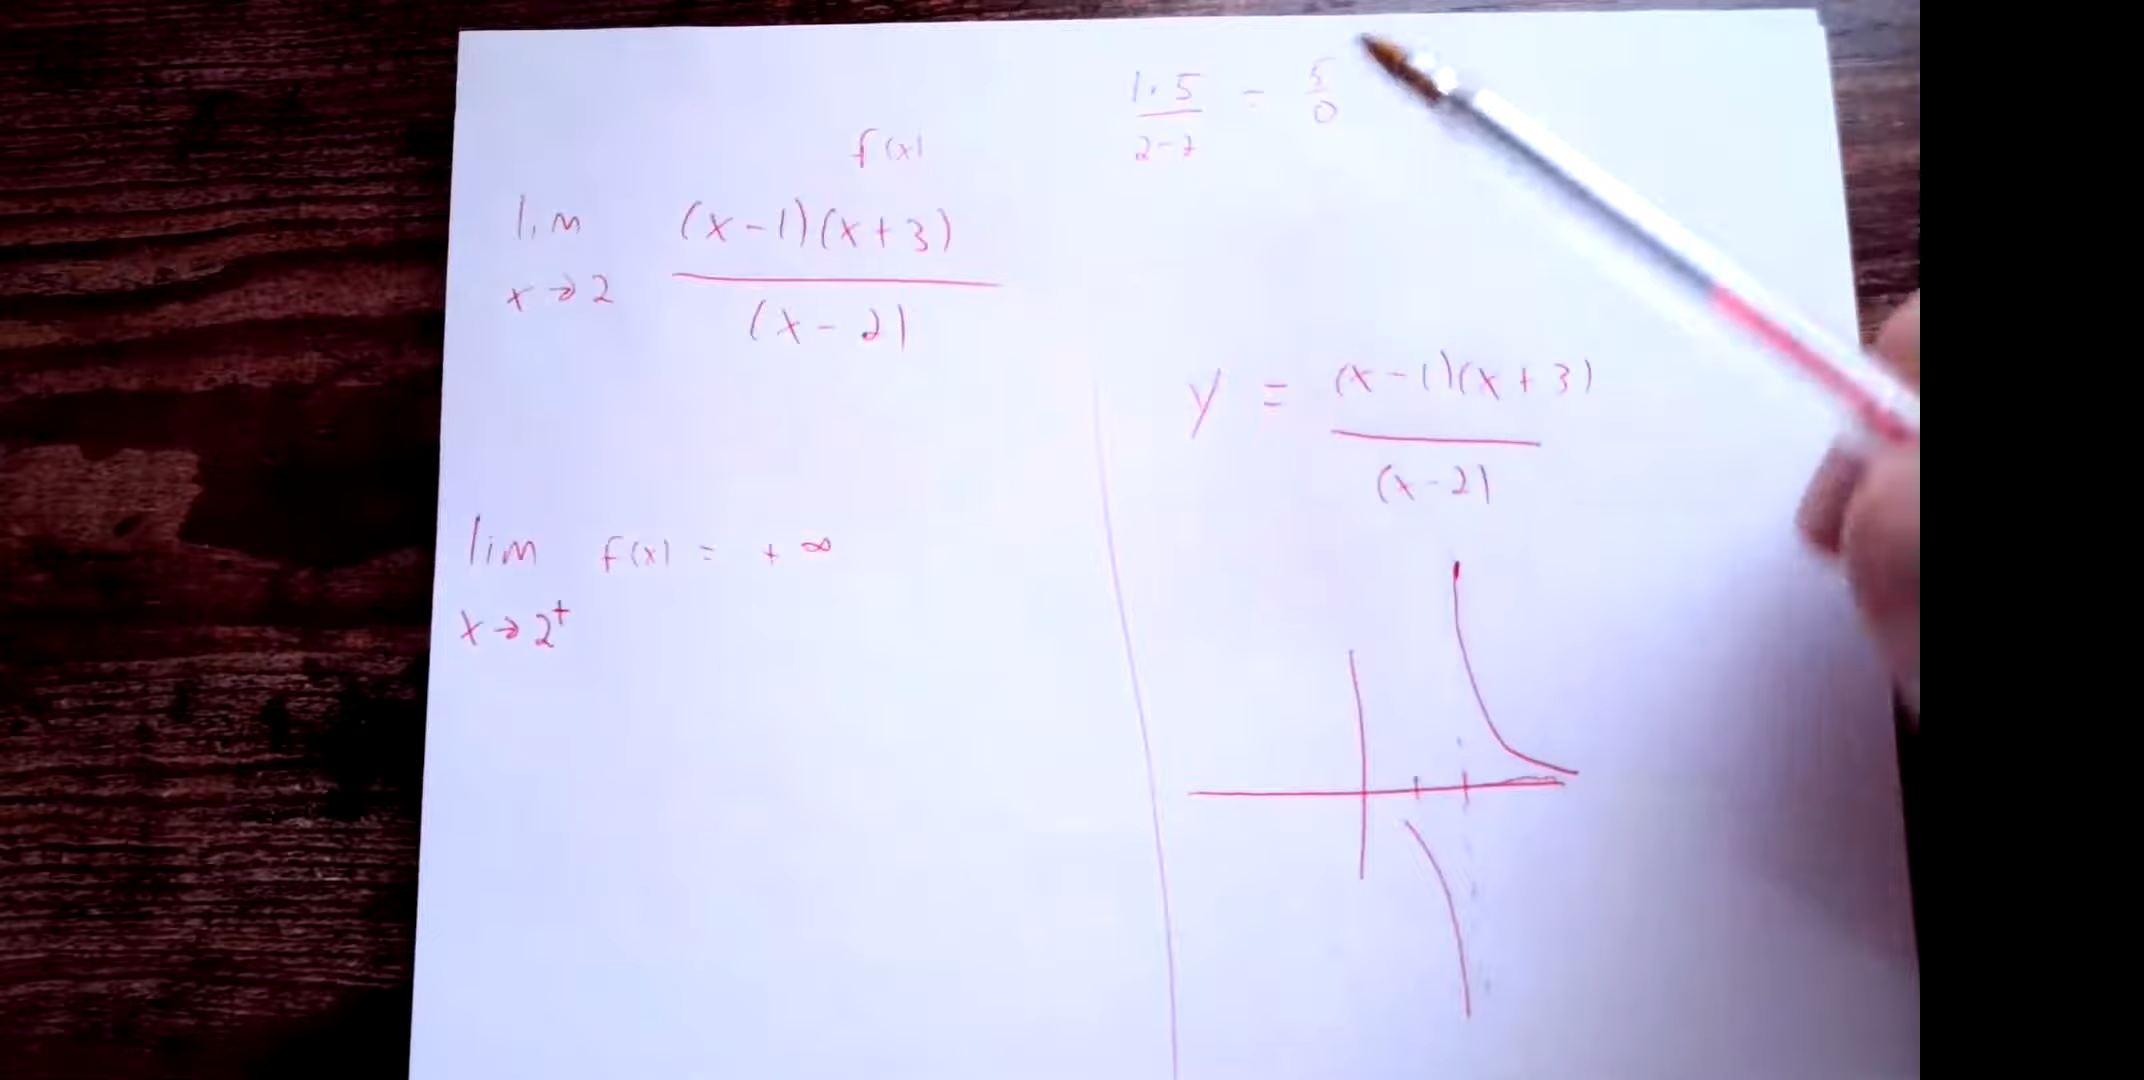 1·5 = 5
2-2 0
f(x)
lim (x-1)(x+3)
x→2 (x-2)
y = (x-1)(x+3)
(x-2)
lim f(x) = +∞
x→2⁺